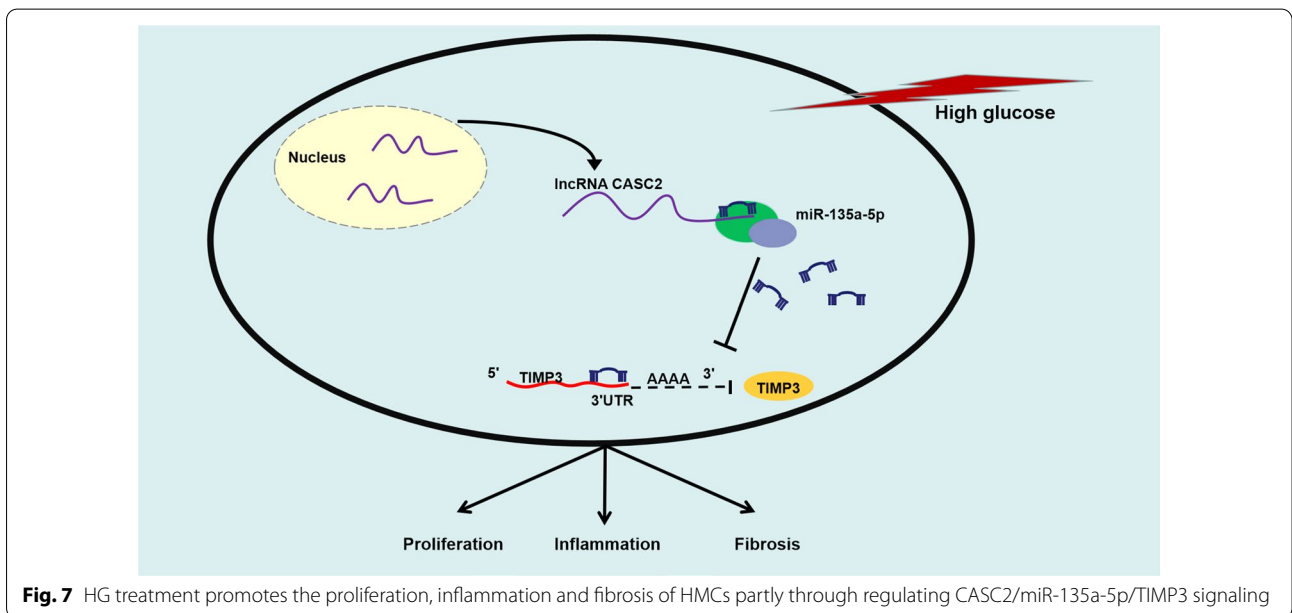 High glucose
Nucleus
lncRNA CASC2
miR-135a-5p
5' TIMP3 AAAA 3'
3'UTR
TIMP3
Proliferation Inflammation Fibrosis
Fig. 7 HG treatment promotes the proliferation, inflammation and fibrosis of HMCs partly through regulating CASC2/miR-135a-5p/TIMP3 signaling